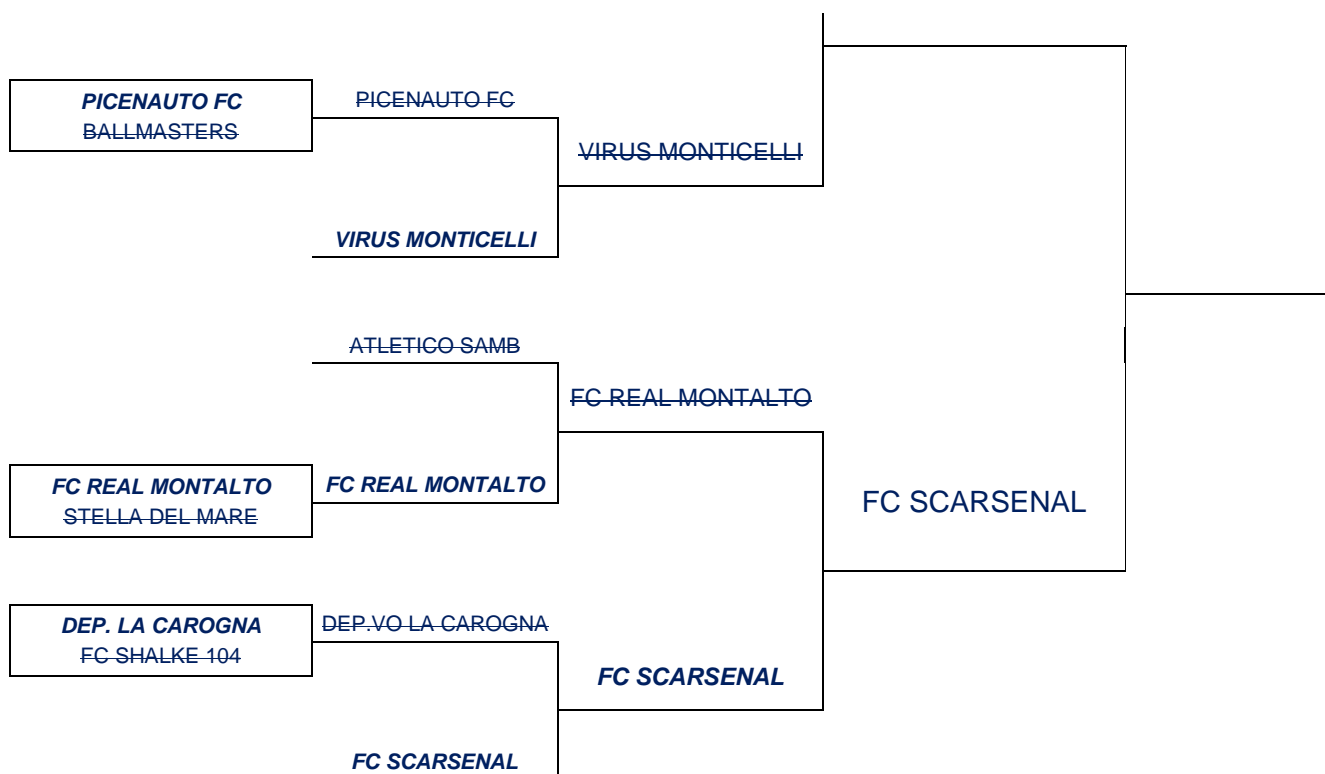 PICENAUTO FC
BALLMASTERS
PICENAUTO FC
VIRUS MONTICELLI
VIRUS MONTICELLI
ATLETICO SAMB
FC REAL MONTALTO
FC REAL MONTALTO
STELLA DEL MARE
FC REAL MONTALTO
FC SCARSENAL
DEP. LA CAROGNA
FC SHALKE 104
DEP.VO LA CAROGNA
FC SCARSENAL
FC SCARSENAL